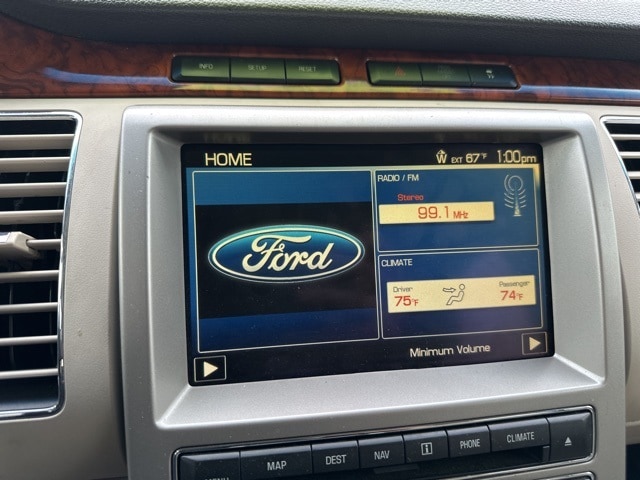 INFO SETUP RESET
HOME W EXT 67°F 1:00pm
RADIO / FM
Stereo
99.1 MHz
Ford
CLIMATE
Driver Passenger
75°F 74°F
Minimum Volume
MENU MAP DEST NAV i PHONE CLIMATE